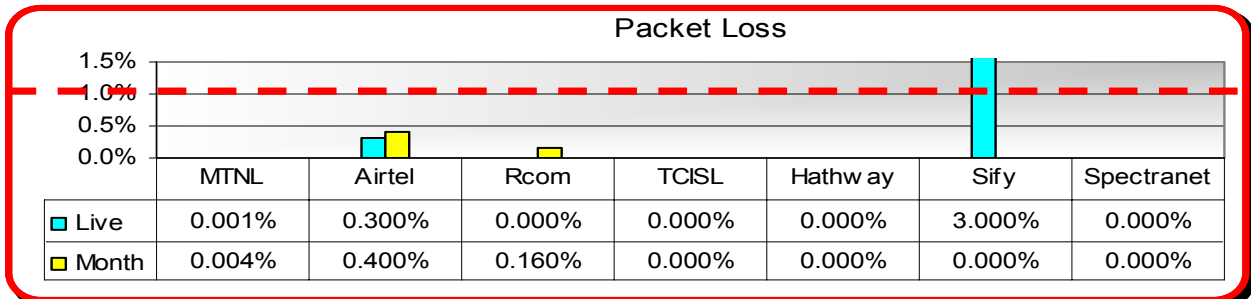 Packet Loss
1.5%
1.0%
0.5%
0.0%
MTNL Airtel Rcom TCISL Hathw ay Sify Spectranet
Live 0.001% 0.300% 0.000% 0.000% 0.000% 3.000% 0.000%
Month 0.004% 0.400% 0.160% 0.000% 0.000% 0.000% 0.000%